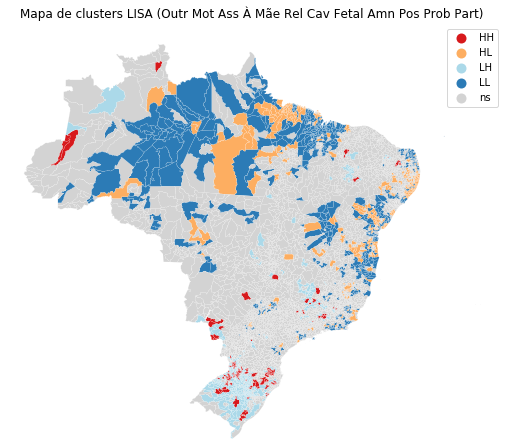 Mapa de clusters LISA (Outr Mot Ass À Mãe Rel Cav Fetal Amn Pos Prob Part)
HH
HL
LH
LL
ns